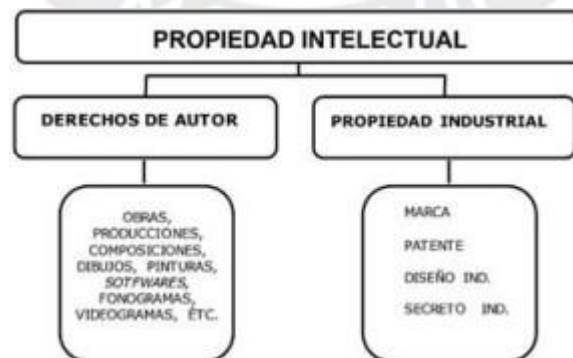 PROPIEDAD INTELECTUAL
DERECHOS DE AUTOR
PROPIEDAD INDUSTRIAL
OBRAS,
PRODUCCIONES,
COMPOSICIONES,
DIBUJOS, PINTURAS,
SOTFWARES,
FONOGRAMAS,
VIDEOGRAMAS, ÉTC.
MARCA
PATENTE
DISEÑO IND.
SECRETO IND.